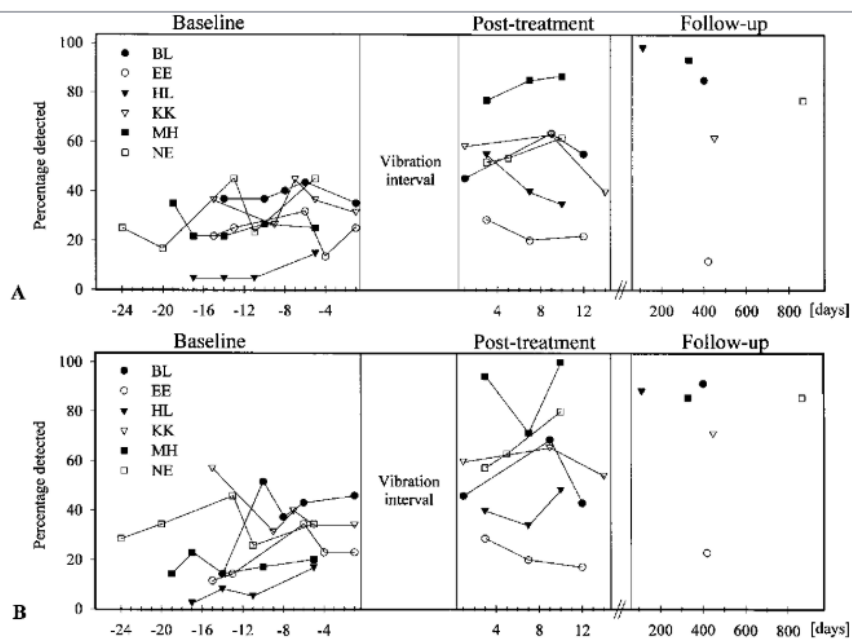 Baseline Post-treatment Follow-up
100
80
60
40
20
0
Percentage detected
BL
EE
HL
KK
MH
NE
Vibration
interval
A
-24 -20 -16 -12 -8 -4 4 8 12 200 400 600 800 [days]
Baseline Post-treatment Follow-up
100
80
60
40
20
0
Percentage detected
BL
EE
HL
KK
MH
NE
Vibration
interval
B
-24 -20 -16 -12 -8 -4 4 8 12 200 400 600 800 [days]